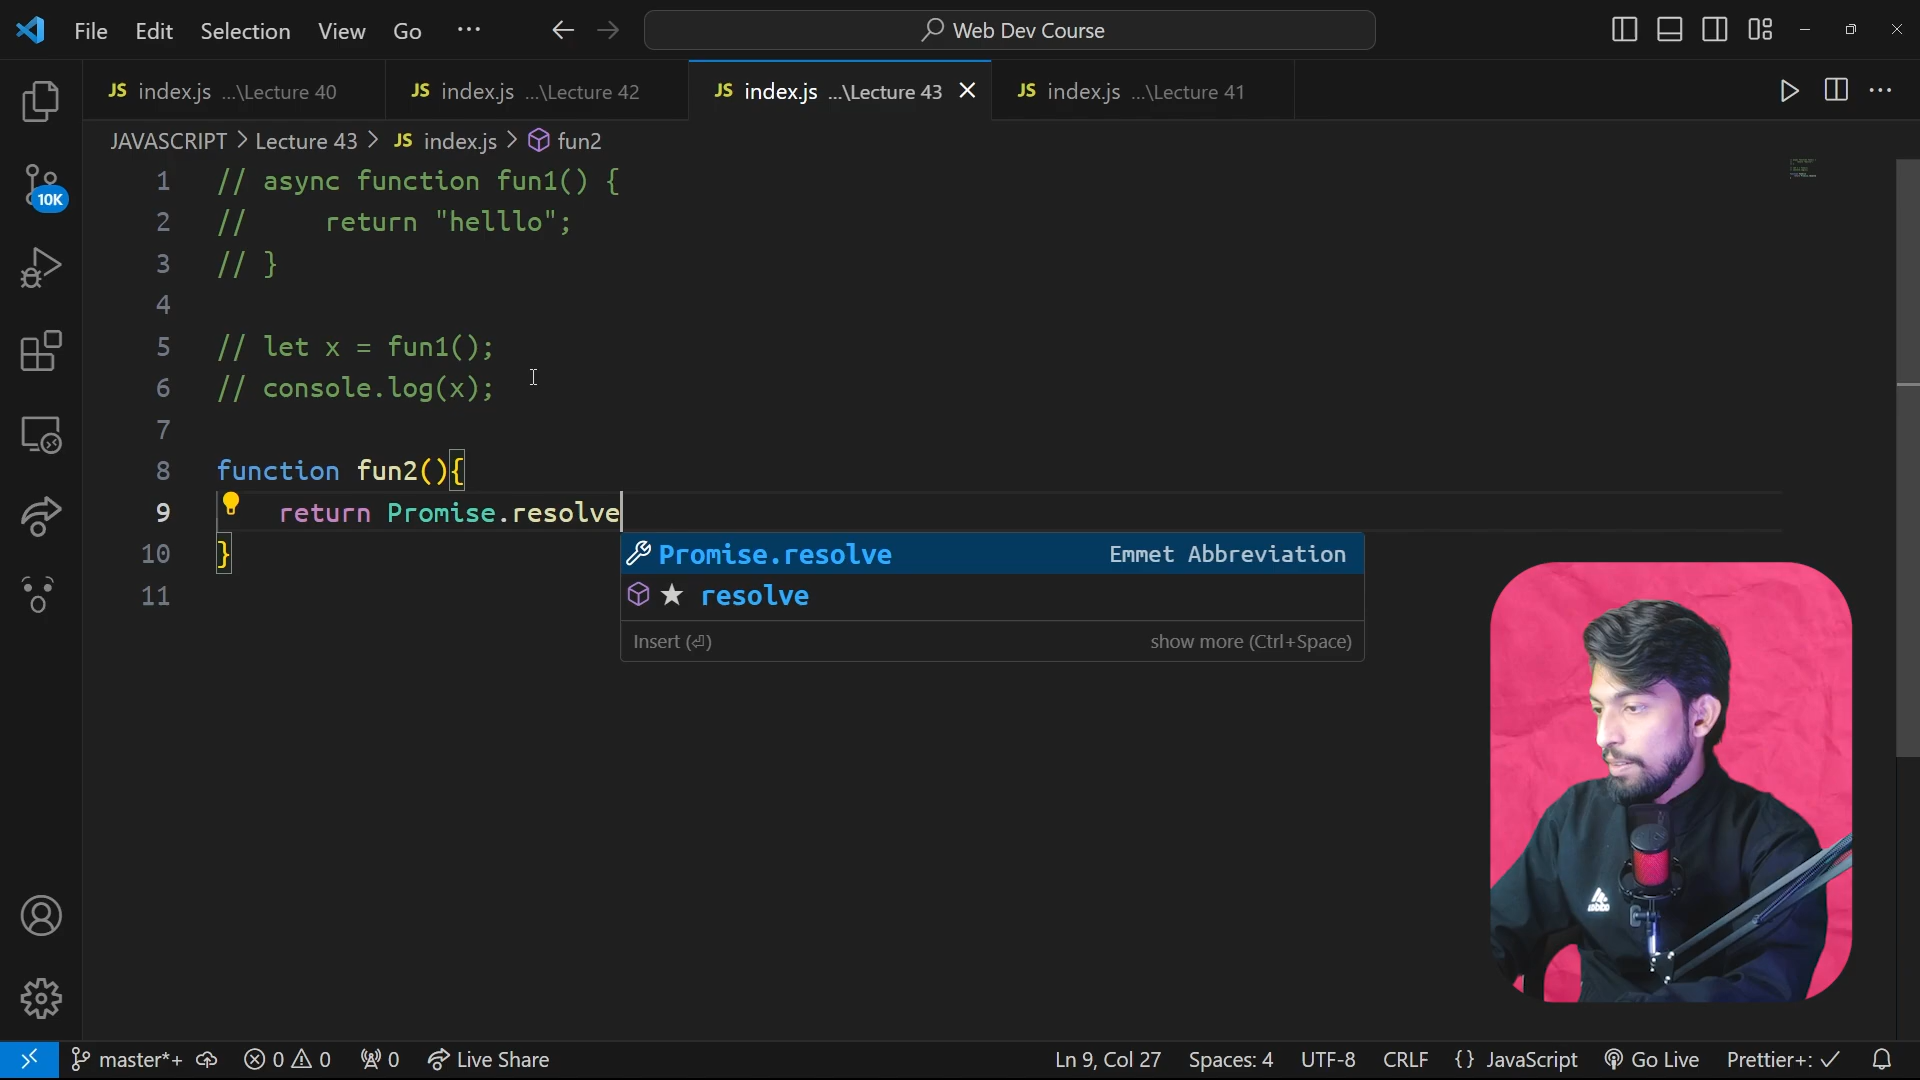 File Edit Selection View Go ··· Web Dev Course
JS index.js ...\Lecture 40 JS index.js ...\Lecture 42 JS index.js ...\Lecture 43 JS index.js ...\Lecture 41
JAVASCRIPT > Lecture 43 > JS index.js > fun2
10K
1 // async function fun1() {
2 //     return "helllo";
3 // }
4
5 // let x = fun1();
6 // console.log(x);
7
8 function fun2(){
9     return Promise.resolve
10 }
11
Promise.resolve Emmet Abbreviation
★ resolve
Insert (⏎) show more (Ctrl+Space)
adidas
master*+ 0 0 0 Live Share Ln 9, Col 27 Spaces: 4 UTF-8 CRLF {} JavaScript Go Live Prettier+: ✓